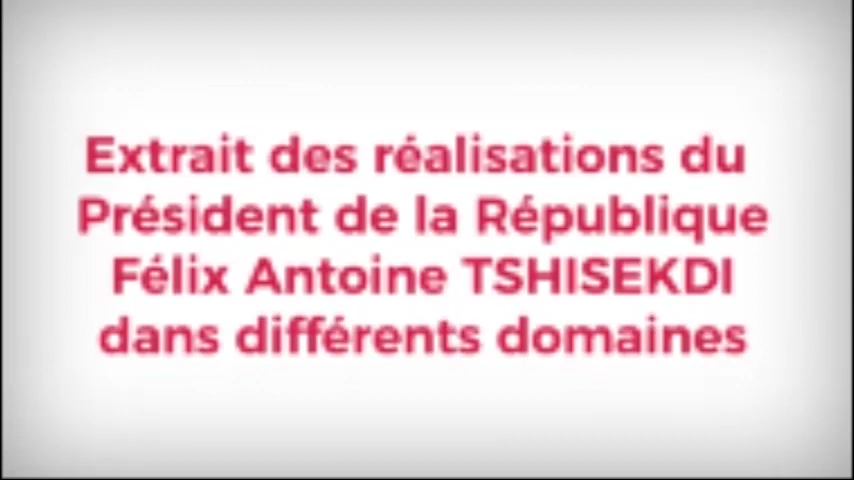 Extrait des réalisations du
Président de la République
Félix Antoine TSHISEKDI
dans différents domaines